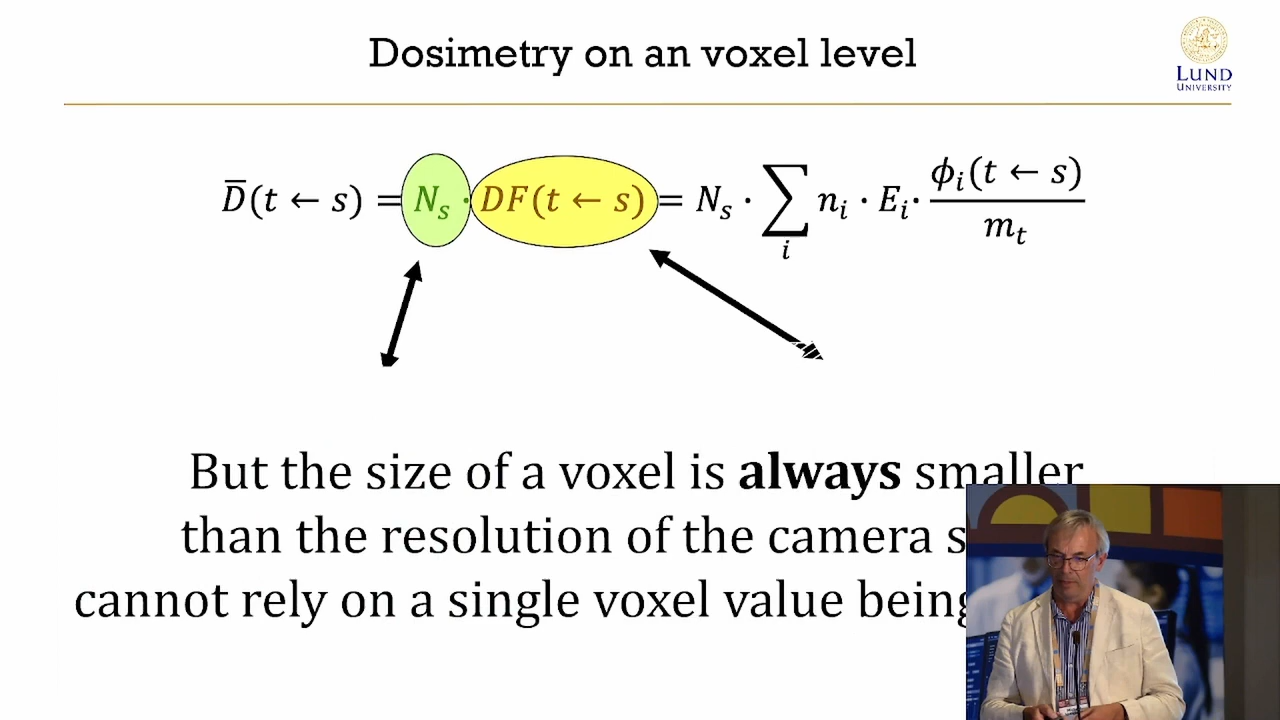 Dosimetry on an voxel level
LUND
UNIVERSITY
D̅(t ← s) = N_s · DF(t ← s) = N_s · ∑_i n_i · E_i · ϕ_i(t ← s) / m_t
But the size of a voxel is always smaller
than the resolution of the camera s
cannot rely on a single voxel value being